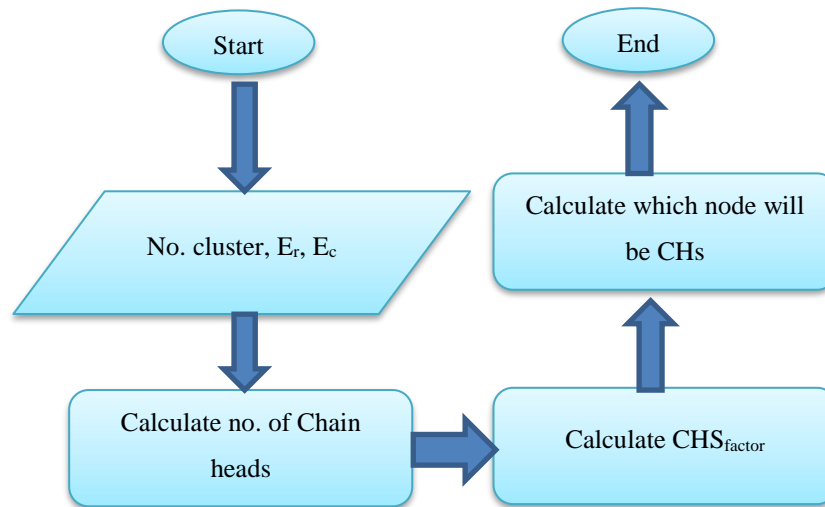 Start
No. cluster, Er, Ec
Calculate no. of Chain
heads
Calculate CHSfactor
Calculate which node will
be CHs
End